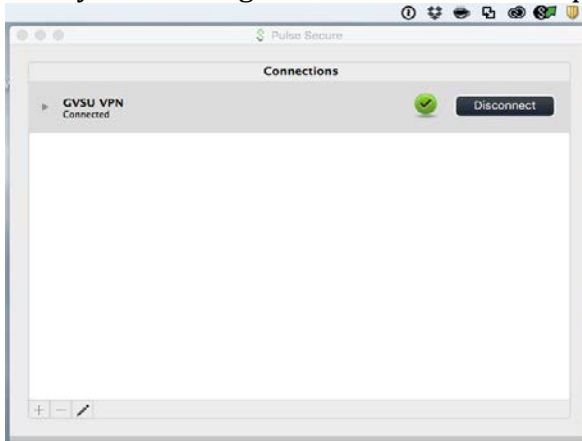 Pulse Secure
Connections
GVSU VPN
Connected
Disconnect